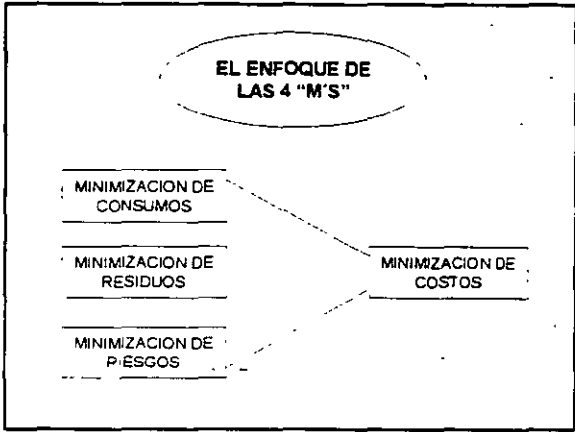 EL ENFOQUE DE
LAS 4 "M´S"
MINIMIZACION DE
CONSUMOS
MINIMIZACION DE
RESIDUOS
MINIMIZACION DE
RIESGOS
MINIMIZACION DE
COSTOS